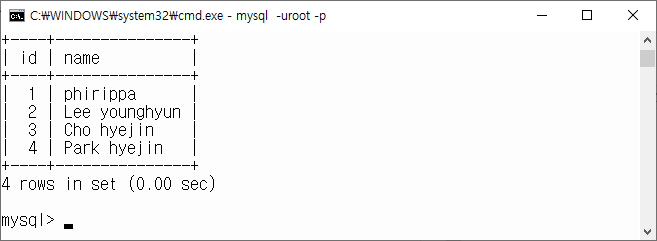 C:₩WINDOWS₩system32₩cmd.exe - mysql  -uroot -p
+----+---------------+
| id | name          |
+----+---------------+
|  1 | phirippa      |
|  2 | Lee younghyun |
|  3 | Cho hyejin    |
|  4 | Park hyejin   |
+----+---------------+
4 rows in set (0.00 sec)
mysql>